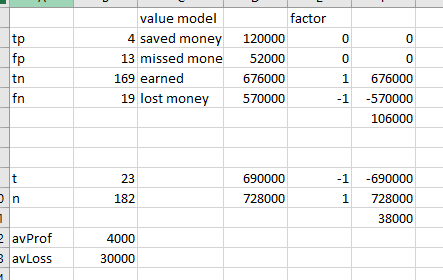 value model factor
tp 4 saved money 120000 0 0
fp 13 missed mone 52000 0 0
tn 169 earned 676000 1 676000
fn 19 lost money 570000 -1 -570000
106000
t 23 690000 -1 -690000
n 182 728000 1 728000
38000
avProf 4000
avLoss 30000